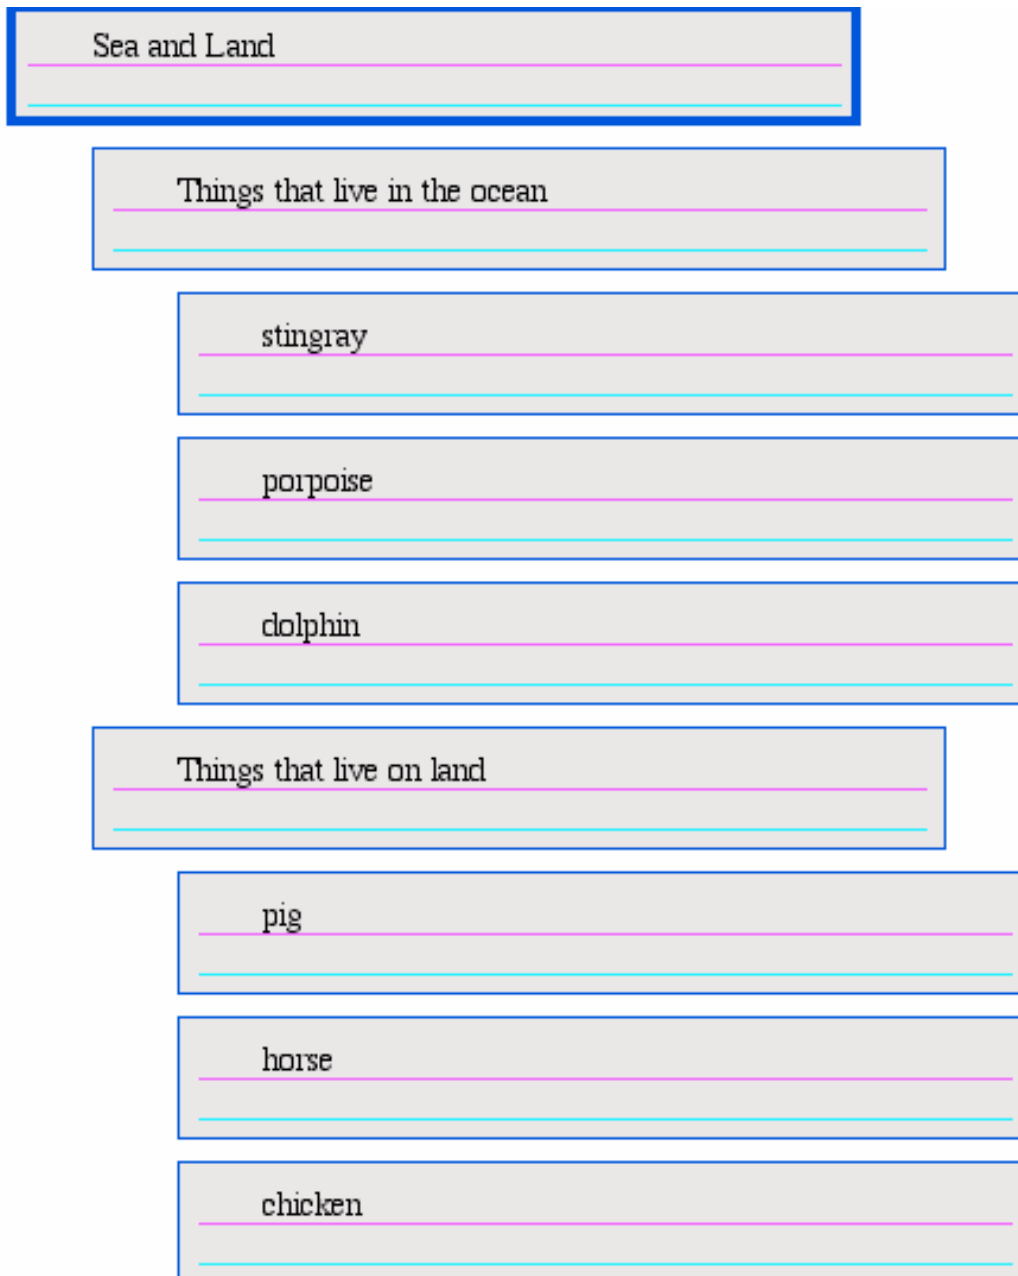 Sea and Land
Things that live in the ocean
stingray
porpoise
dolphin
Things that live on land
pig
horse
chicken